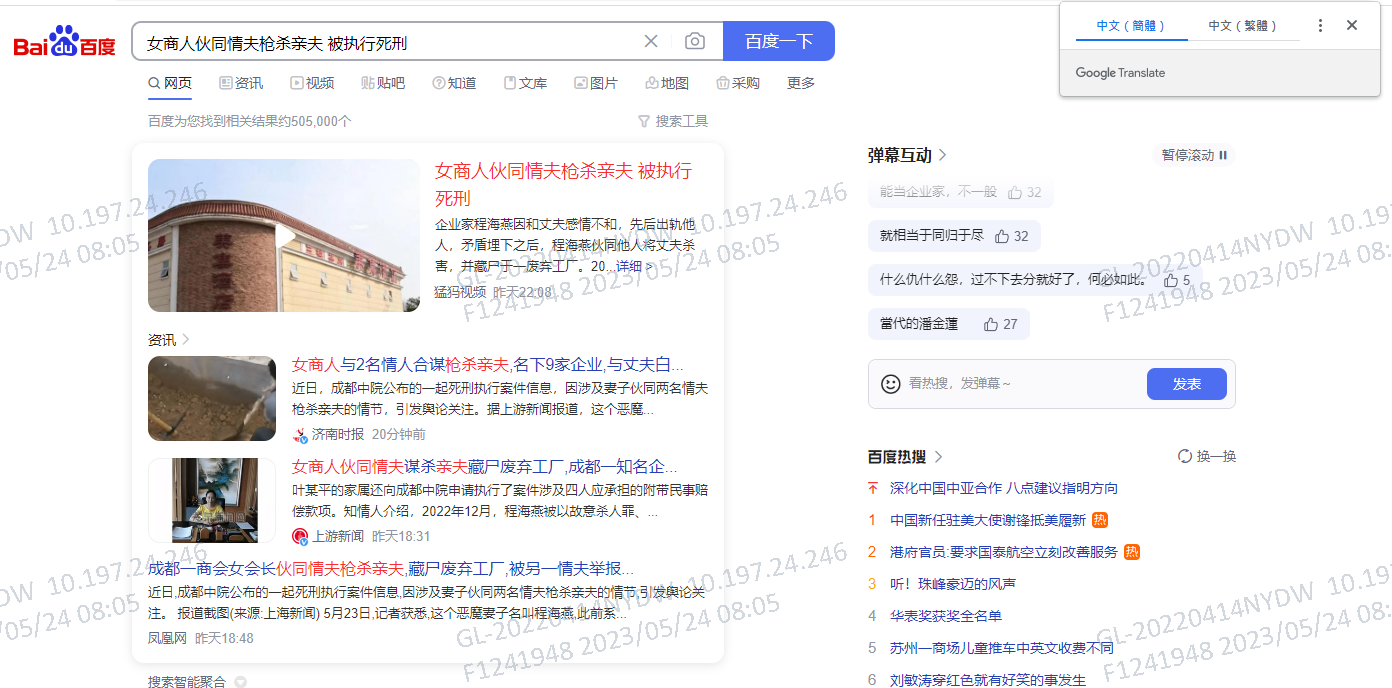 Bai du 百度
女商人伙同情夫枪杀亲夫 被执行死刑
百度一下
中文（簡體）
中文（繁體）
Google Translate
网页
资讯
视频
贴吧
知道
文库
图片
地图
采购
更多
百度为您找到相关结果约505,000个
搜索工具
女商人伙同情夫枪杀亲夫 被执行
死刑
企业家程海燕因和丈夫感情不和，先后出轨他
人，矛盾埋下之后，程海燕伙同他人将丈夫杀
害，并藏尸于一废弃工厂。20...详细 >
猛犸视频 昨天22:08
资讯
女商人与2名情人合谋枪杀亲夫,名下9家企业,与丈夫白...
近日，成都中院公布的一起死刑执行案件信息，因涉及妻子伙同两名情夫
枪杀亲夫的情节，引发舆论关注。据上游新闻报道，这个恶魔...
济南时报 20分钟前
女商人伙同情夫谋杀亲夫藏尸废弃工厂,成都一知名企...
叶某平的家属还向成都中院申请执行了案件涉及四人应承担的附带民事赔
偿款项。知情人介绍，2022年12月，程海燕被以故意杀人罪、...
上游新闻 昨天18:31
成都一商会女会长伙同情夫枪杀亲夫,藏尸废弃工厂,被另一情夫举报...
近日,成都中院公布的一起死刑执行案件信息,因涉及妻子伙同两名情夫枪杀亲夫的情节,引发舆论关
注。 报道截图(来源:上海新闻) 5月23日,记者获悉,这个恶魔妻子名叫程海燕,此前系...
凤凰网 昨天18:48
搜索智能聚合
弹幕互动
暂停滚动
能当企业家，不一般 32
就相当于同归于尽 32
什么仇什么怨，过不下去分就好了，何必如此。 5
當代的潘金蓮 27
看热搜，发弹幕~
发表
百度热搜
换一换
深化中国中亚合作 八点建议指明方向
1 中国新任驻美大使谢锋抵美履新 热
2 港府官员:要求国泰航空立刻改善服务 热
3 听！珠峰豪迈的风声
4 华表奖获奖全名单
5 苏州一商场儿童推车中英文收费不同
6 刘敏涛穿红色就有好笑的事发生
DW 10.197.24.246
/05/24 08:05
GL-20220414NYDW 10.197.24.246
F1241948 2023/05/24 08:05
GL-20220414NYDW 10.19
F1241948 2023/05/24 08:
DW 10.197.24.246
/05/24 08:05
GL-20220414NYDW 10.197.24.246
F1241948 2023/05/24 08:05
GL-20220414NYDW 10.19
F1241948 2023/05/24 08: